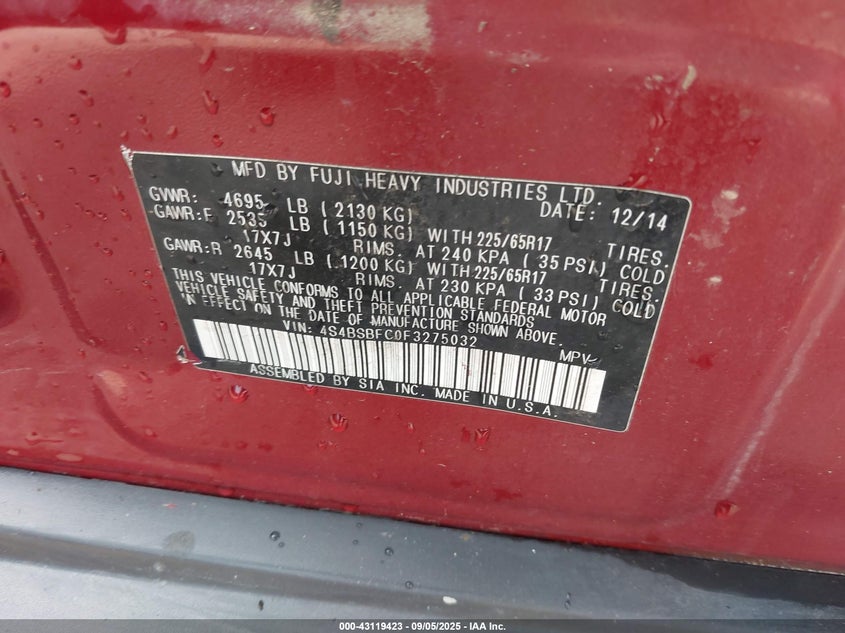 MFD BY FUJI HEAVY INDUSTRIES LTD.
GVWR: 4695 LB ( 2130 KG) DATE: 12/14
GAWR:F 2535 LB ( 1150 KG) WITH 225/65R17 TIRES.
17X7J RIMS. AT 240 KPA ( 35 PSI) COLD
GAWR:R 2645 LB ( 1200 KG) WITH 225/65R17 TIRES.
17X7J RIMS. AT 230 KPA ( 33 PSI) COLD
THIS VEHICLE CONFORMS TO ALL APPLICABLE FEDERAL MOTOR
VEHICLE SAFETY AND THEFT PREVENTION STANDARDS
IN EFFECT ON THE DATE OF MANUFACTURE SHOWN ABOVE.
VIN: 4S4BSBFC0F3275032 MPV
ASSEMBLED BY SIA INC. MADE IN U.S.A.
000-43119423 - 09/05/2025 - IAA Inc.